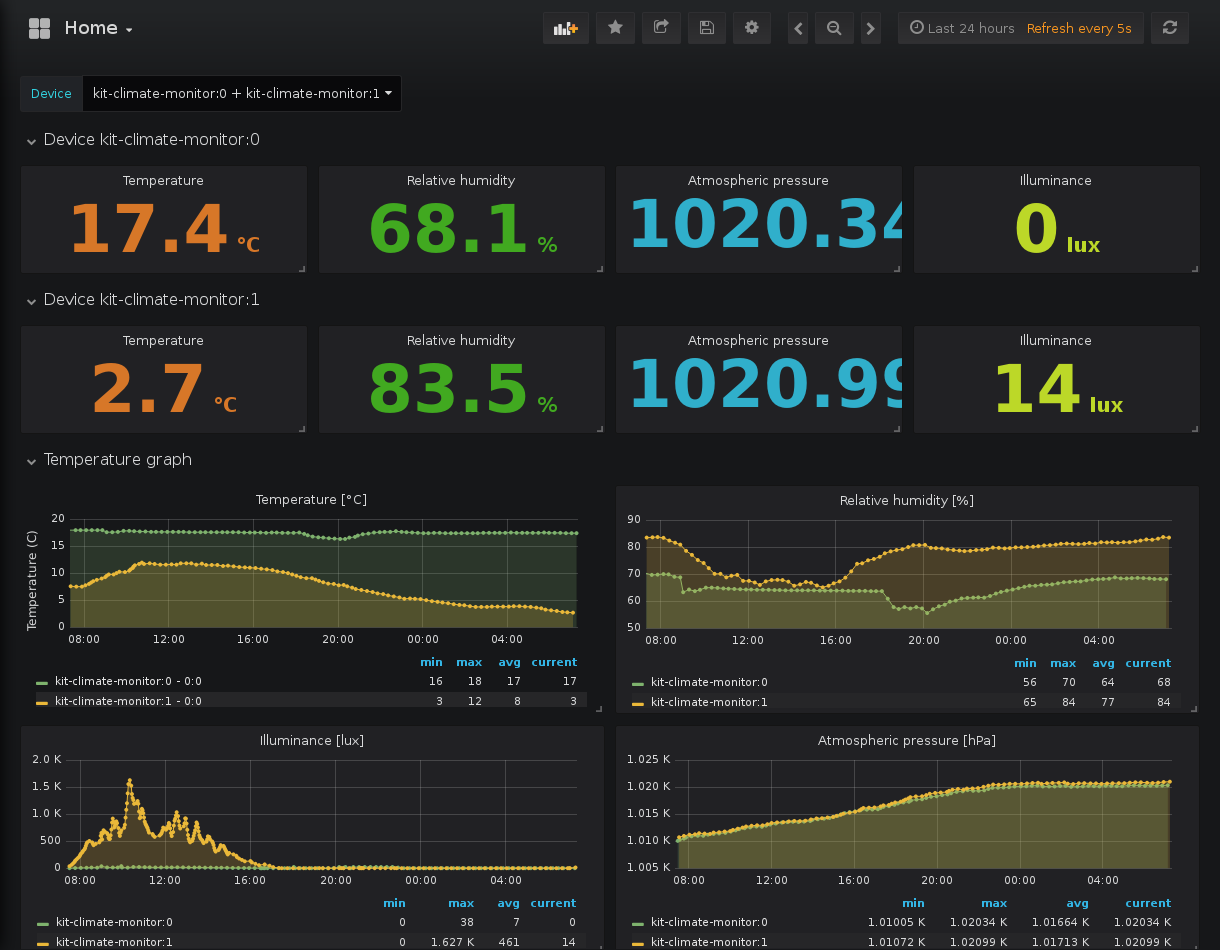 Home
Last 24 hours Refresh every 5s
Device kit-climate-monitor:0 + kit-climate-monitor:1
Device kit-climate-monitor:0
Temperature Relative humidity Atmospheric pressure Illuminance
17.4 °C 68.1 % 1020.34 0 lux
Device kit-climate-monitor:1
Temperature Relative humidity Atmospheric pressure Illuminance
2.7 °C 83.5 % 1020.99 14 lux
Temperature graph
Temperature [°C]
Temperature (C)
20
15
10
5
0
08:00 12:00 16:00 20:00 00:00 04:00
min max avg current
kit-climate-monitor:0 - 0:0 16 18 17 17
kit-climate-monitor:1 - 0:0 3 12 8 3
Relative humidity [%]
90
80
70
60
50
08:00 12:00 16:00 20:00 00:00 04:00
min max avg current
kit-climate-monitor:0 56 70 64 68
kit-climate-monitor:1 65 84 77 84
Illuminance [lux]
2.0 K
1.5 K
1.0 K
500
0
08:00 12:00 16:00 20:00 00:00 04:00
min max avg current
kit-climate-monitor:0 0 38 7 0
kit-climate-monitor:1 0 1.627 K 461 14
Atmospheric pressure [hPa]
1.025 K
1.020 K
1.015 K
1.010 K
1.005 K
08:00 12:00 16:00 20:00 00:00 04:00
min max avg current
kit-climate-monitor:0 1.01005 K 1.02034 K 1.01664 K 1.02034 K
kit-climate-monitor:1 1.01072 K 1.02099 K 1.01713 K 1.02099 K